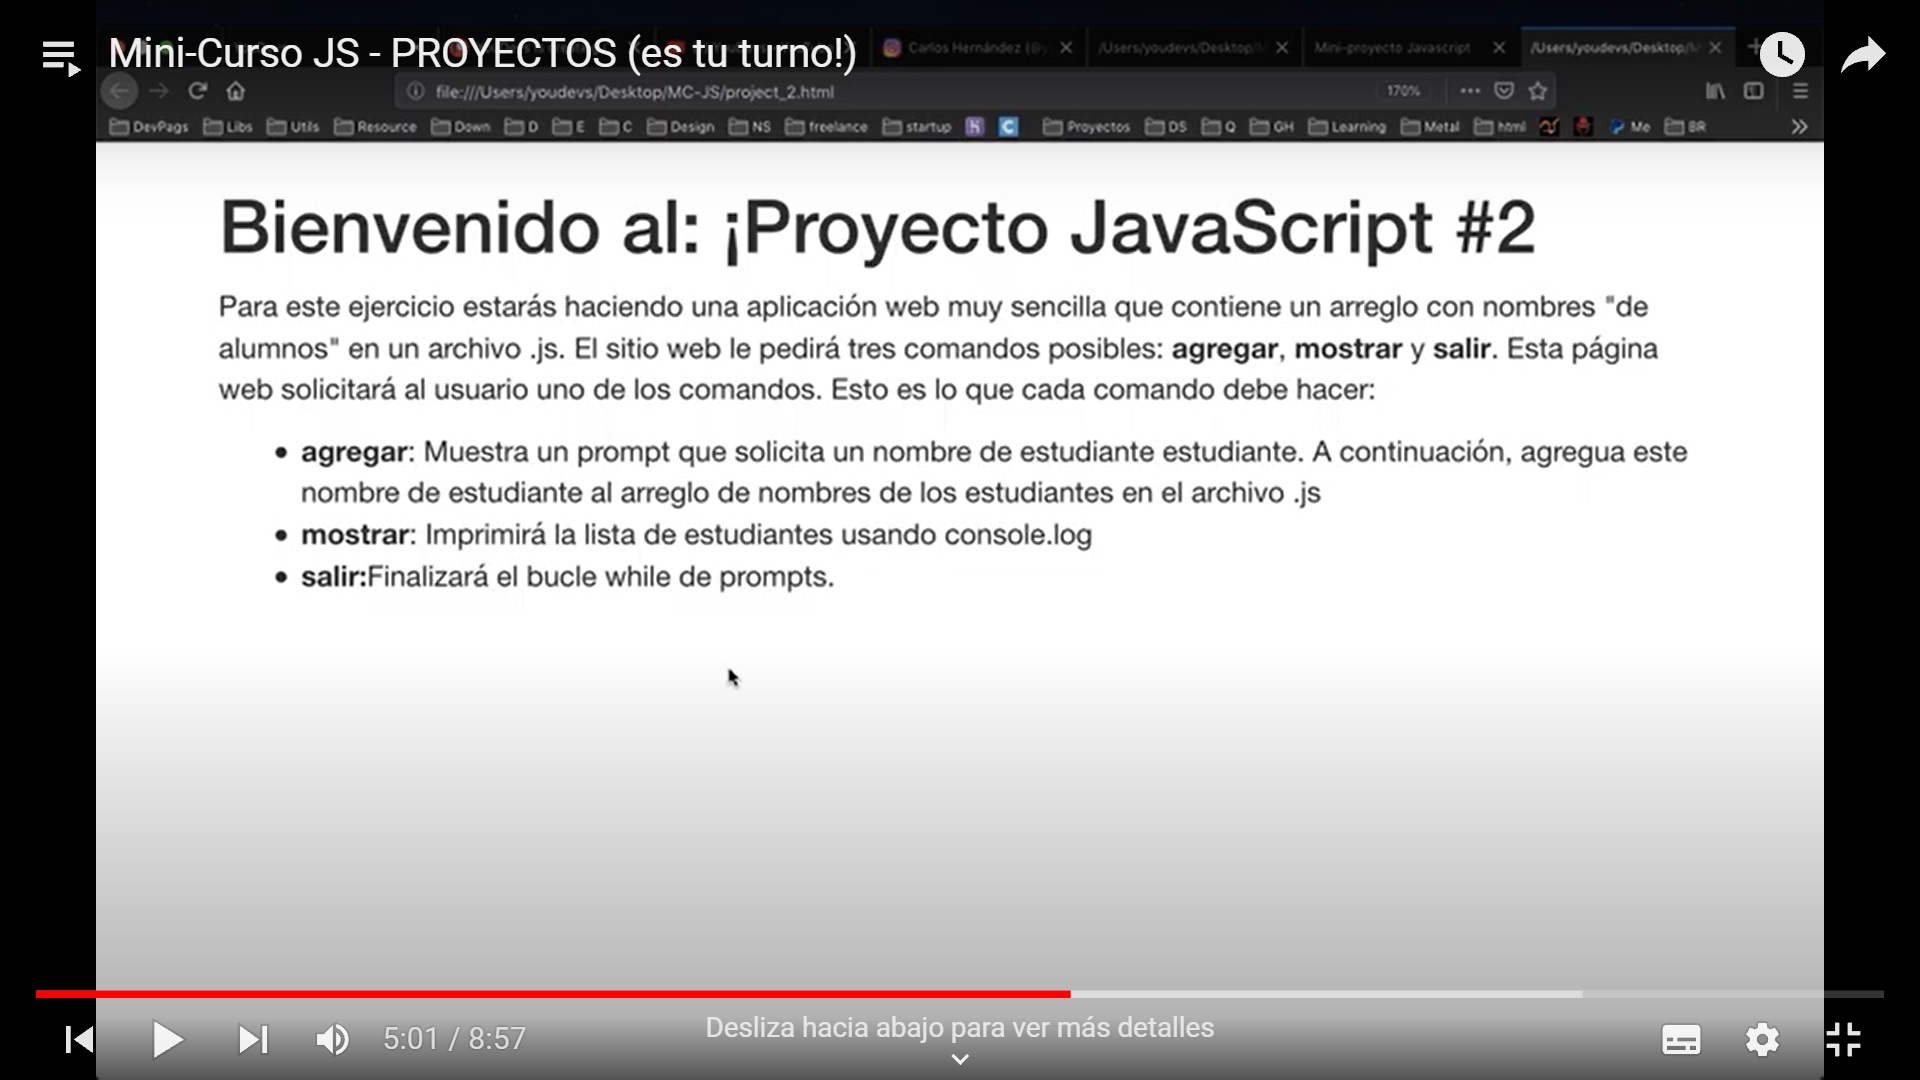 Mini-Curso JS - PROYECTOS (es tu turno!)
Carlos Hernández (@y
/Users/youdevs/Desktop/M
Mini-proyecto Javascript
/Users/youdevs/Desktop/M
file:///Users/youdevs/Desktop/MC-JS/project_2.html
170%
DevPags Libs Utils Resource Down D E C Design NS freelance startup h C Proyectos DS Q GH Learning Metal html Me BR
Bienvenido al: ¡Proyecto JavaScript #2
Para este ejercicio estarás haciendo una aplicación web muy sencilla que contiene un arreglo con nombres "de
alumnos" en un archivo .js. El sitio web le pedirá tres comandos posibles: agregar, mostrar y salir. Esta página
web solicitará al usuario uno de los comandos. Esto es lo que cada comando debe hacer:
agregar: Muestra un prompt que solicita un nombre de estudiante estudiante. A continuación, agregua este
nombre de estudiante al arreglo de nombres de los estudiantes en el archivo .js
mostrar: Imprimirá la lista de estudiantes usando console.log
salir:Finalizará el bucle while de prompts.
5:01 / 8:57
Desliza hacia abajo para ver más detalles